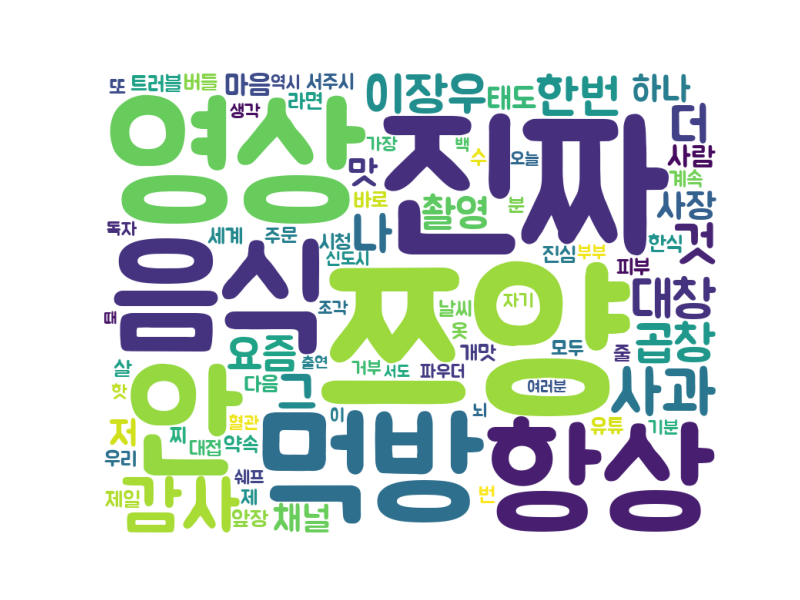 또 트러블 버틀 마음 역시 서주시 이장우 태도 한번 하나
생각 라면 더
영상 진짜 가장 백 수 오늘 사람
맛 바로 촬영 분 계속 사장
독자 세계 주문 시청 나 진심 부부 한식 것
음식 신도시 피부 대창
때 조각 쯔양 날씨 자기
요즘 옷 개맛 모두 줄 곱창
살 다음 그 출연 거부 서도 파우더 여러분 사과
핫 안 혈관 이 뇌
저 찌 대접 약속 먹방 항상 유튜 기분
우리 쉐프
제일 감사 앞장 제 채널 번